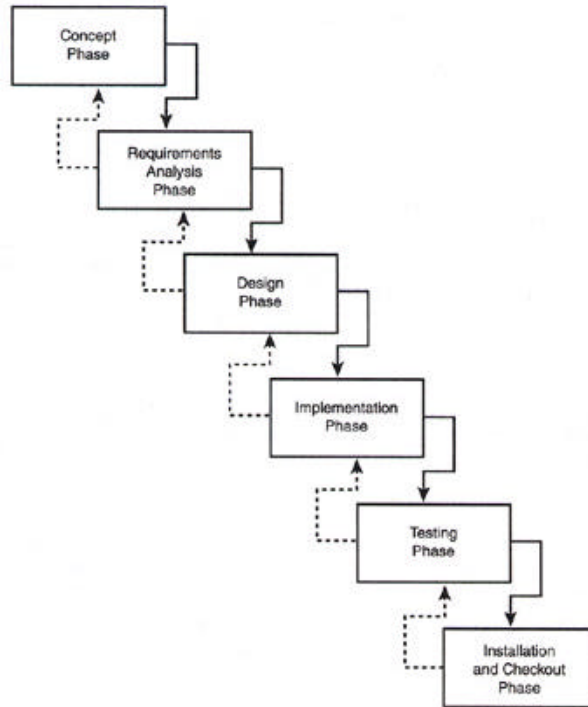 Concept
Phase
Requirements
Analysis
Phase
Design
Phase
Implementation
Phase
Testing
Phase
Installation
and Checkout
Phase